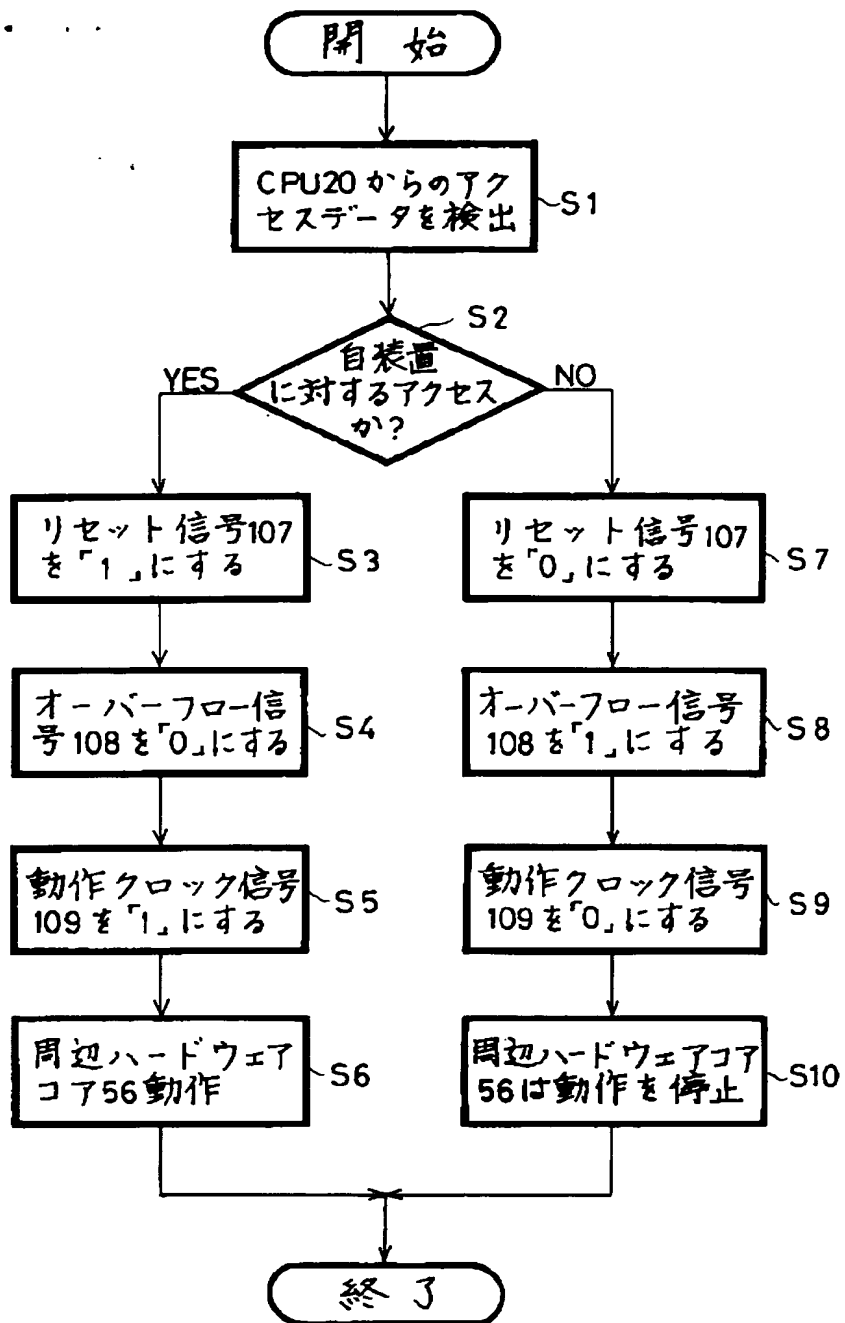 開始
CPU20からのアク
セスデータを検出
S1
S2
自装置
に対するアクセス
か?
YES
NO
リセット信号107
を「1」にする
S3
オーバーフロー信
号108を「0」にする
S4
動作クロック信号
109を「1」にする
S5
周辺ハードウェア
コア56動作
S6
リセット信号107
を「0」にする
S7
オーバーフロー信号
108を「1」にする
S8
動作クロック信号
109を「0」にする
S9
周辺ハードウェアコア
56は動作を停止
S10
終了